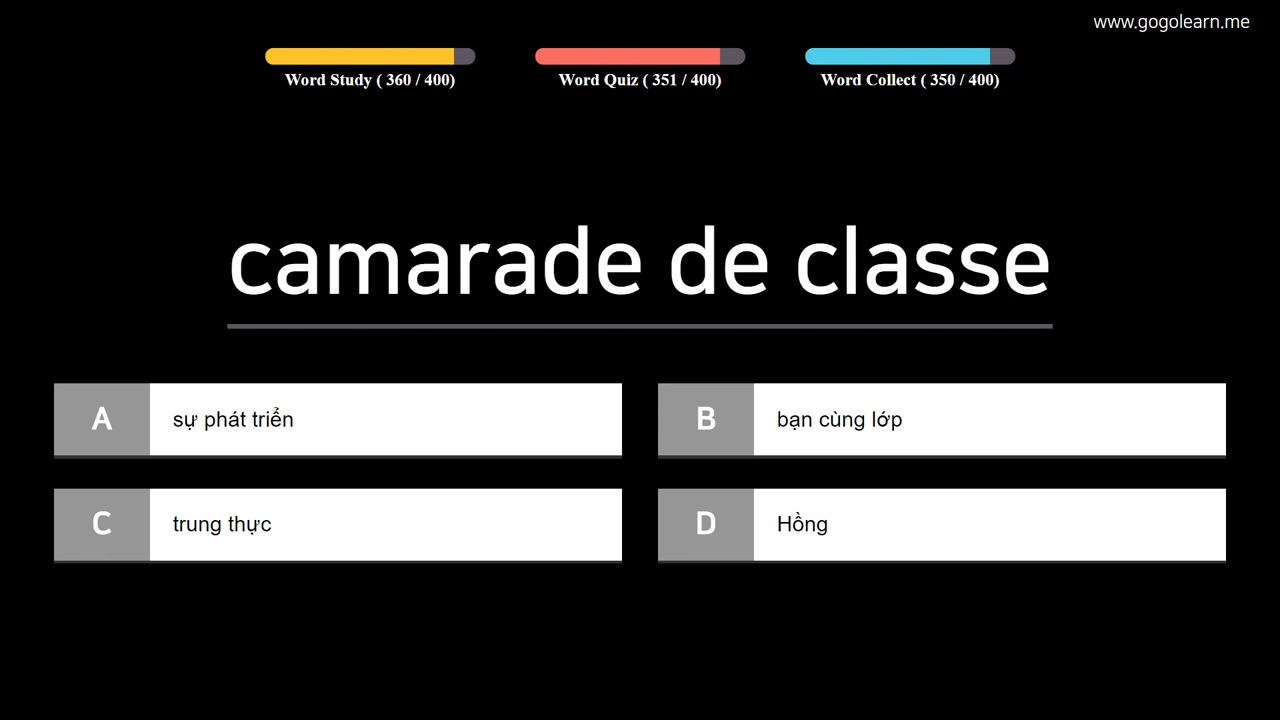 www.gogolearn.me
Word Study ( 360 / 400)
Word Quiz ( 351 / 400)
Word Collect ( 350 / 400)
camarade de classe
A sự phát triển
B bạn cùng lớp
C trung thực
D Hồng